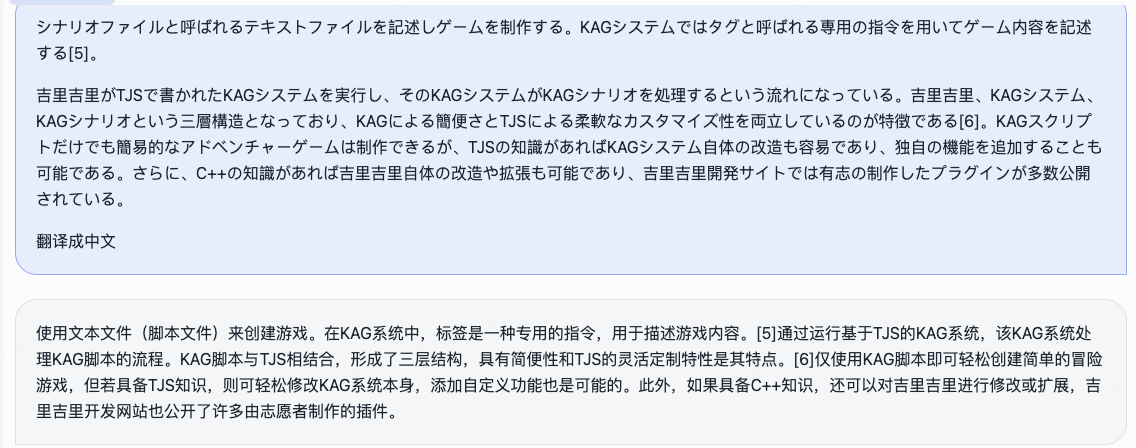 シナリオファイルと呼ばれるテキストファイルを記述しゲームを制作する。KAGシステムではタグと呼ばれる専用の指令を用いてゲーム内容を記述
する[5]。
吉里吉里がTJSで書かれたKAGシステムを実行し、そのKAGシステムがKAGシナリオを処理するという流れになっている。吉里吉里、KAGシステム、
KAGシナリオという三層構造となっており、KAGによる簡便さとTJSによる柔軟なカスタマイズ性を両立しているのが特徴である[6]。KAGスクリプ
トだけでも簡易的なアドベンチャーゲームは制作できるが、TJSの知識があればKAGシステム自体の改造も容易であり、独自の機能を追加することも
可能である。さらに、C++の知識があれば吉里吉里自体の改造や拡張も可能であり、吉里吉里開発サイトでは有志の制作したプラグインが多数公開
されている。
翻译成中文
使用文本文件（脚本文件）来创建游戏。在KAG系统中，标签是一种专用的指令，用于描述游戏内容。[5]通过运行基于TJS的KAG系统，该KAG系统处
理KAG脚本的流程。KAG脚本与TJS相结合，形成了三层结构，具有简便性和TJS的灵活定制特性是其特点。[6]仅使用KAG脚本即可轻松创建简单的冒险
游戏，但若具备TJS知识，则可轻松修改KAG系统本身，添加自定义功能也是可能的。此外，如果具备C++知识，还可以对吉里吉里进行修改或扩展，吉
里吉里开发网站也公开了许多由志愿者制作的插件。